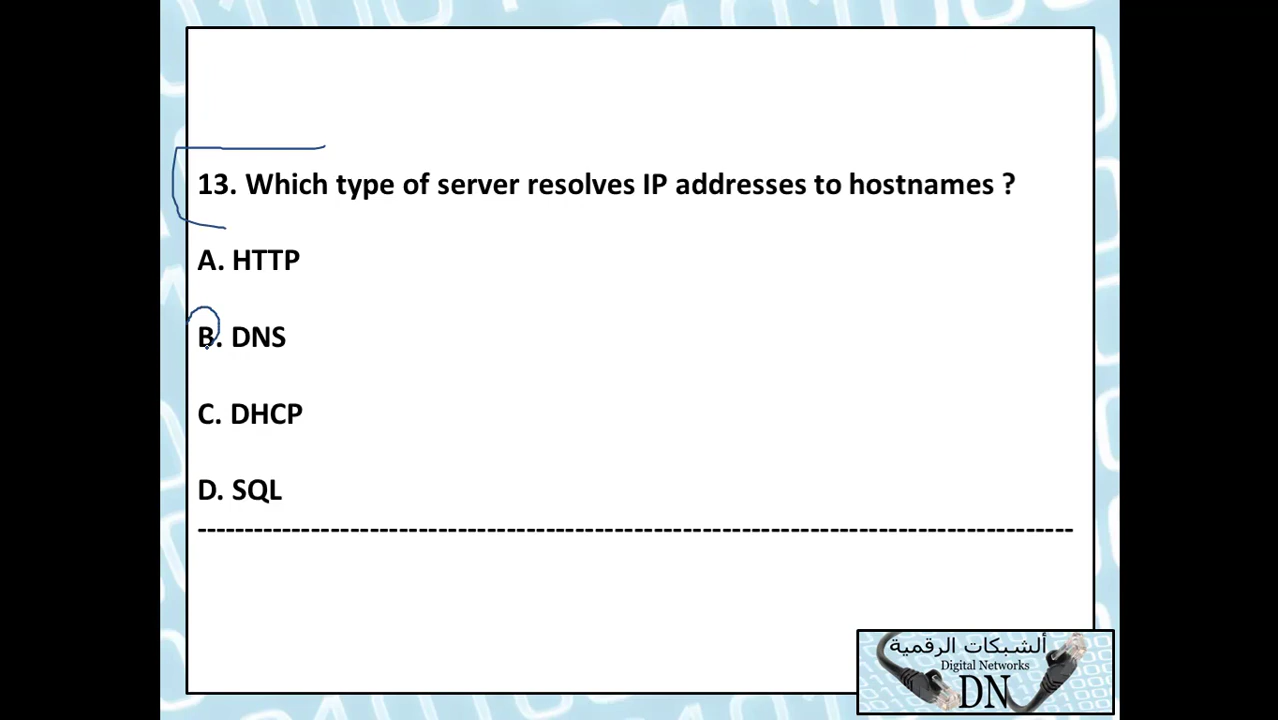 13. Which type of server resolves IP addresses to hostnames ?
A. HTTP
B. DNS
C. DHCP
D. SQL
--------------------------------------------------------------------------------------------
ألشبكات الرقمية
Digital Networks
DN